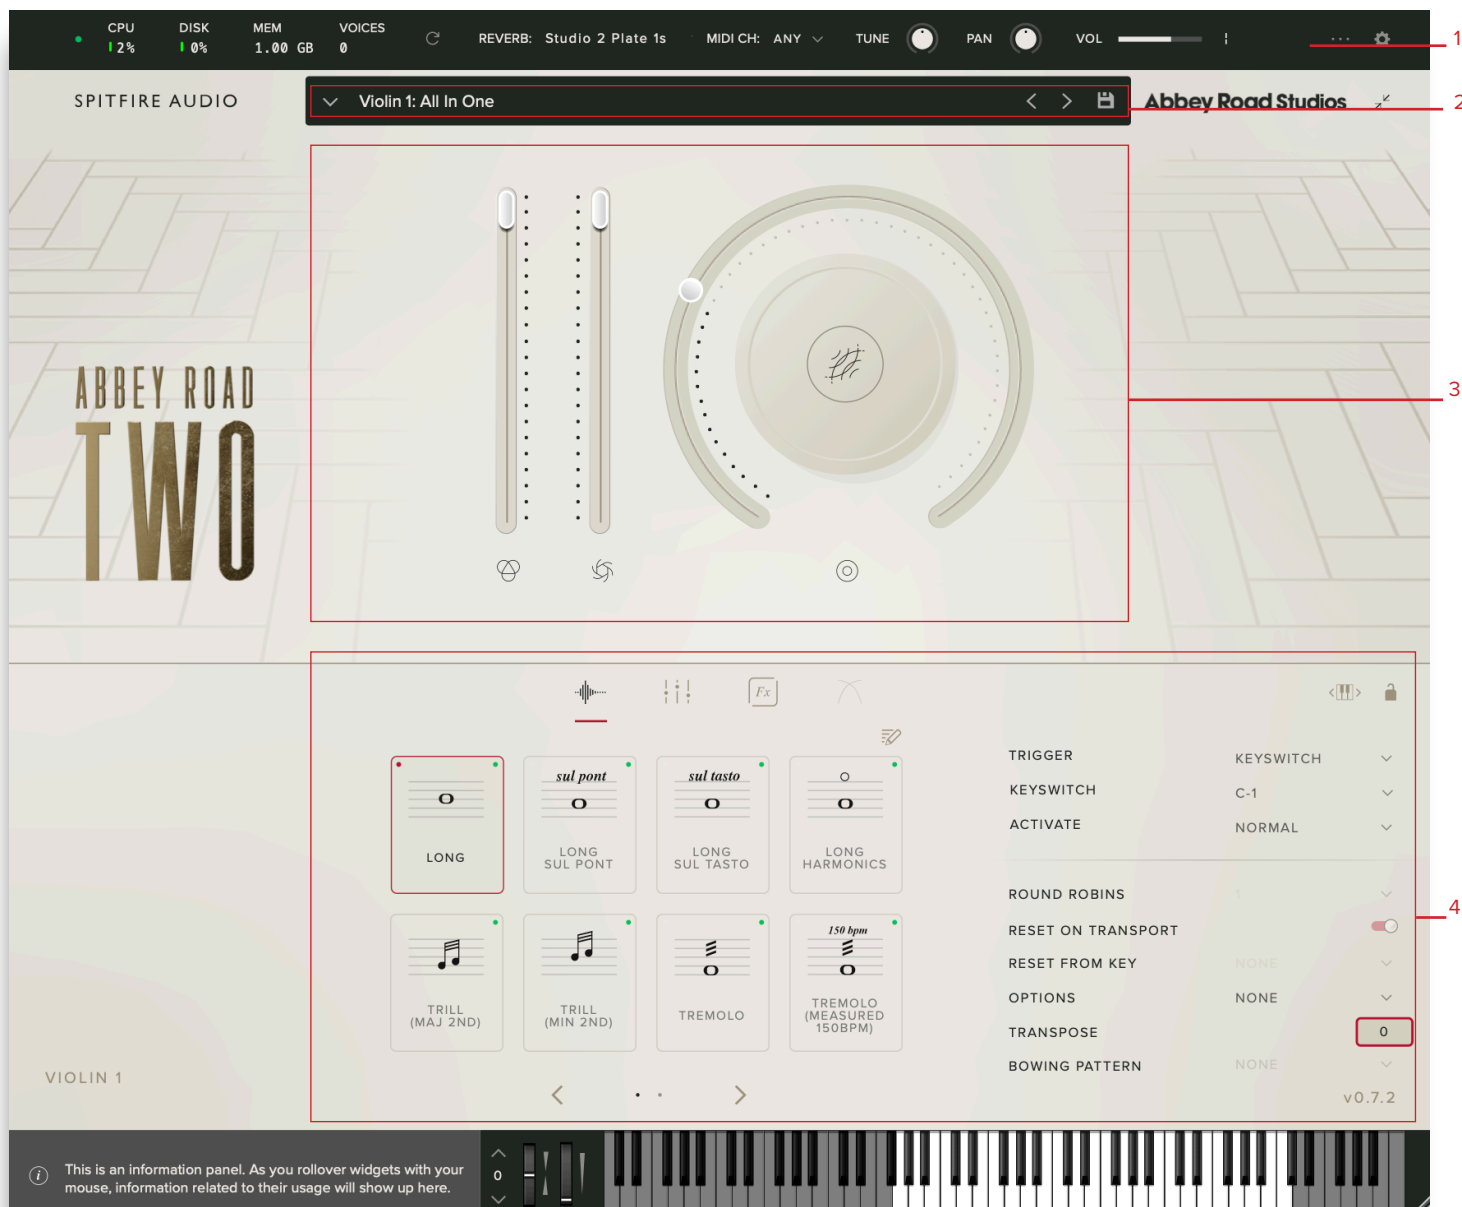 CPU DISK MEM VOICES
2% 0% 1.00 GB 0
REVERB: Studio 2 Plate 1s MIDI CH: ANY TUNE PAN VOL
1
SPITFIRE AUDIO
Violin 1: All In One
Abbey Road Studios
2
ABBEY ROAD
TWO
3
Fx
LONG
sul pont
LONG
SUL PONT
sul tasto
LONG
SUL TASTO
LONG
HARMONICS
TRILL
(MAJ 2ND)
TRILL
(MIN 2ND)
TREMOLO
150 bpm
TREMOLO
(MEASURED
150BPM)
TRIGGER KEYSWITCH
KEYSWITCH C-1
ACTIVATE NORMAL
ROUND ROBINS 1
RESET ON TRANSPORT
RESET FROM KEY NONE
OPTIONS NONE
TRANSPOSE 0
BOWING PATTERN NONE
4
VIOLIN 1
v0.7.2
i
This is an information panel. As you rollover widgets with your
mouse, information related to their usage will show up here.
0